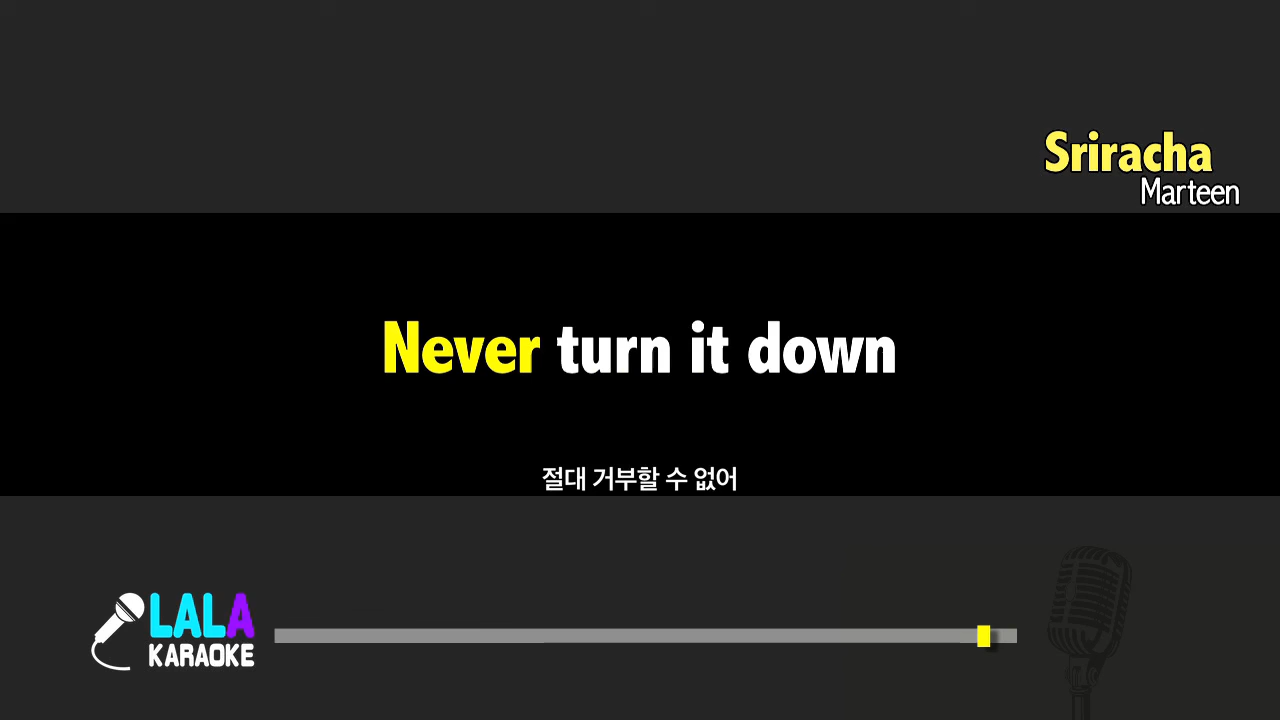 Sriracha
Marteen
Never turn it down
절대 거부할 수 없어
LALA
KARAOKE